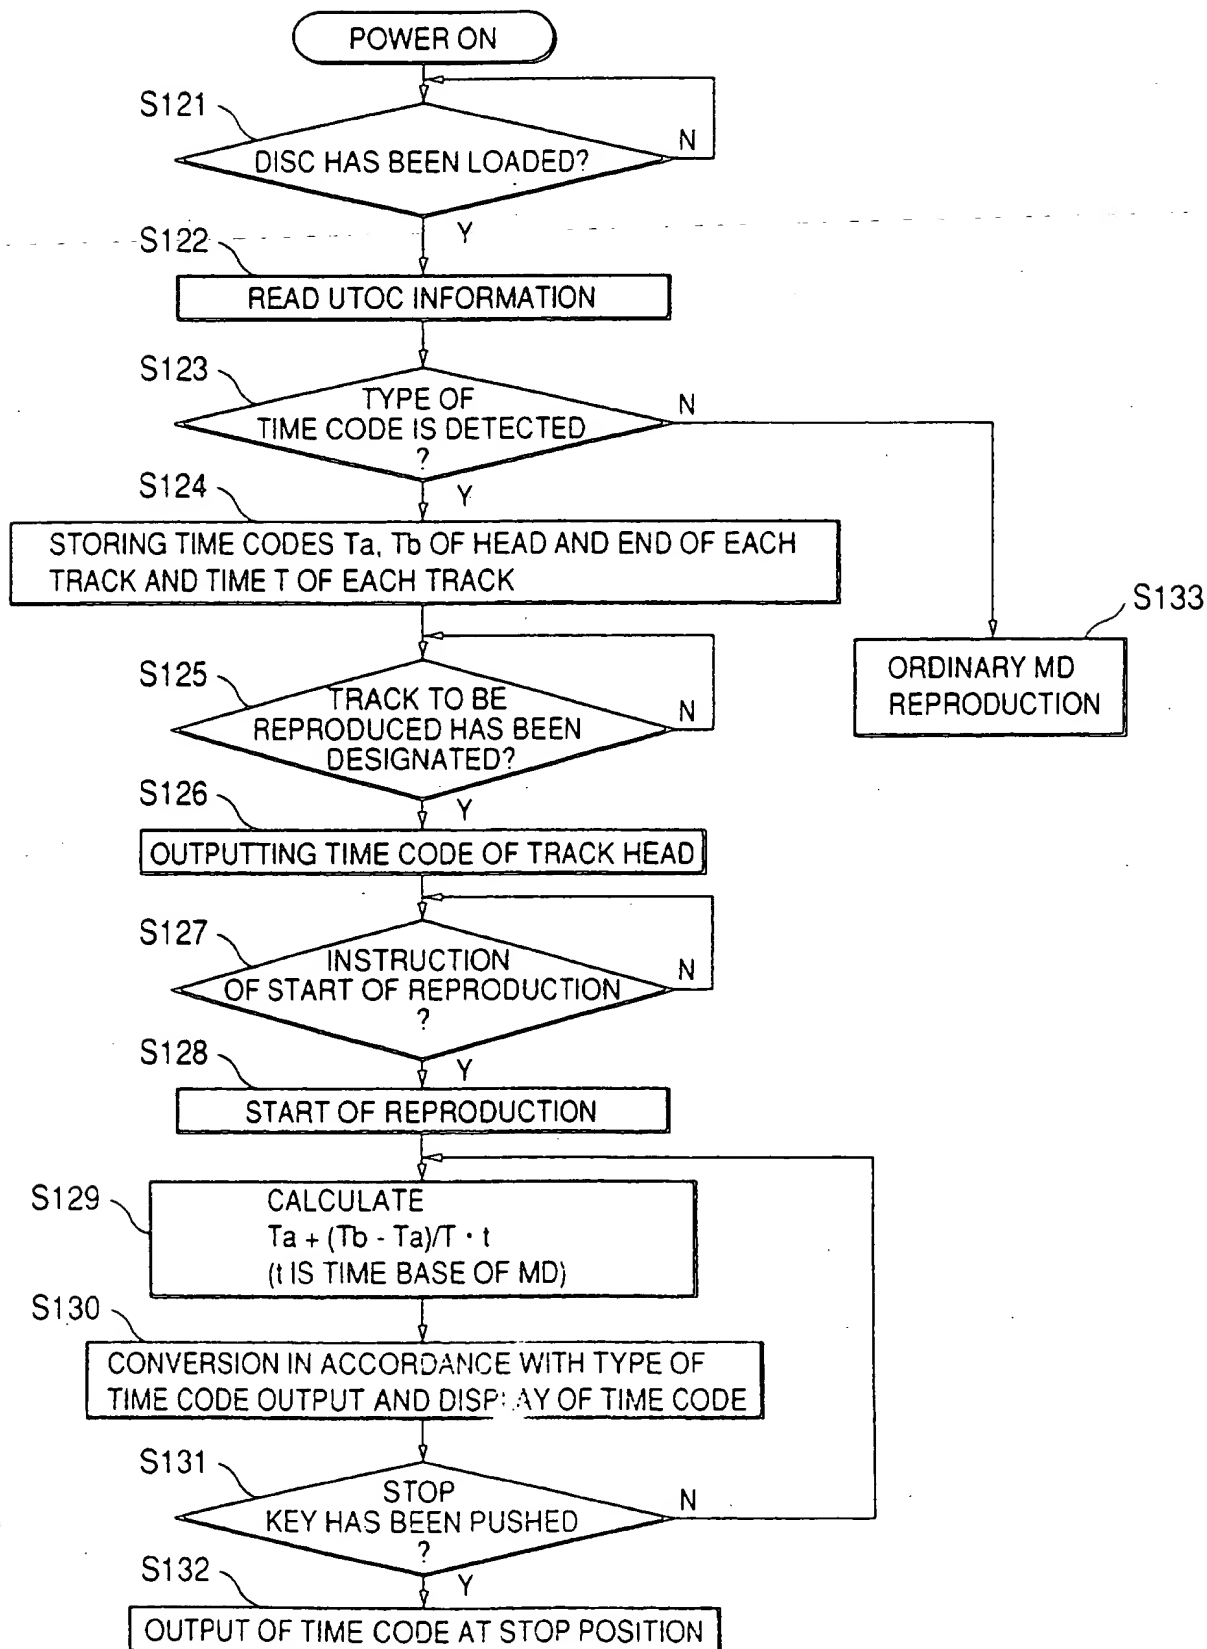 POWER ON
S121
DISC HAS BEEN LOADED?
N
Y
S122
READ UTOC INFORMATION
S123
TYPE OF
TIME CODE IS DETECTED
?
N
Y
S124
STORING TIME CODES Ta, Tb OF HEAD AND END OF EACH
TRACK AND TIME T OF EACH TRACK
S133
ORDINARY MD
REPRODUCTION
S125
TRACK TO BE
REPRODUCED HAS BEEN
DESIGNATED?
N
Y
S126
OUTPUTTING TIME CODE OF TRACK HEAD
S127
INSTRUCTION
OF START OF REPRODUCTION
?
N
Y
S128
START OF REPRODUCTION
S129
CALCULATE
Ta + (Tb - Ta)/T · t
(t IS TIME BASE OF MD)
S130
CONVERSION IN ACCORDANCE WITH TYPE OF
TIME CODE OUTPUT AND DISPLAY OF TIME CODE
S131
STOP
KEY HAS BEEN PUSHED
?
N
Y
S132
OUTPUT OF TIME CODE AT STOP POSITION